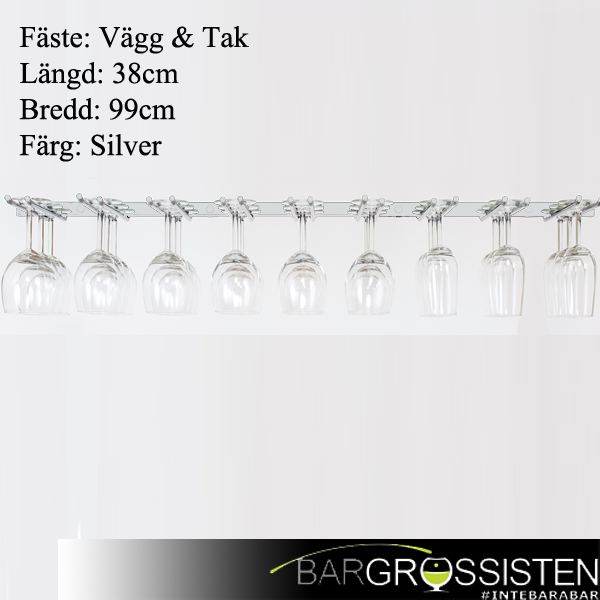 Fäste: Vägg & Tak
Längd: 38cm
Bredd: 99cm
Färg: Silver
BARGROSSISTEN
#INTEBARABAR